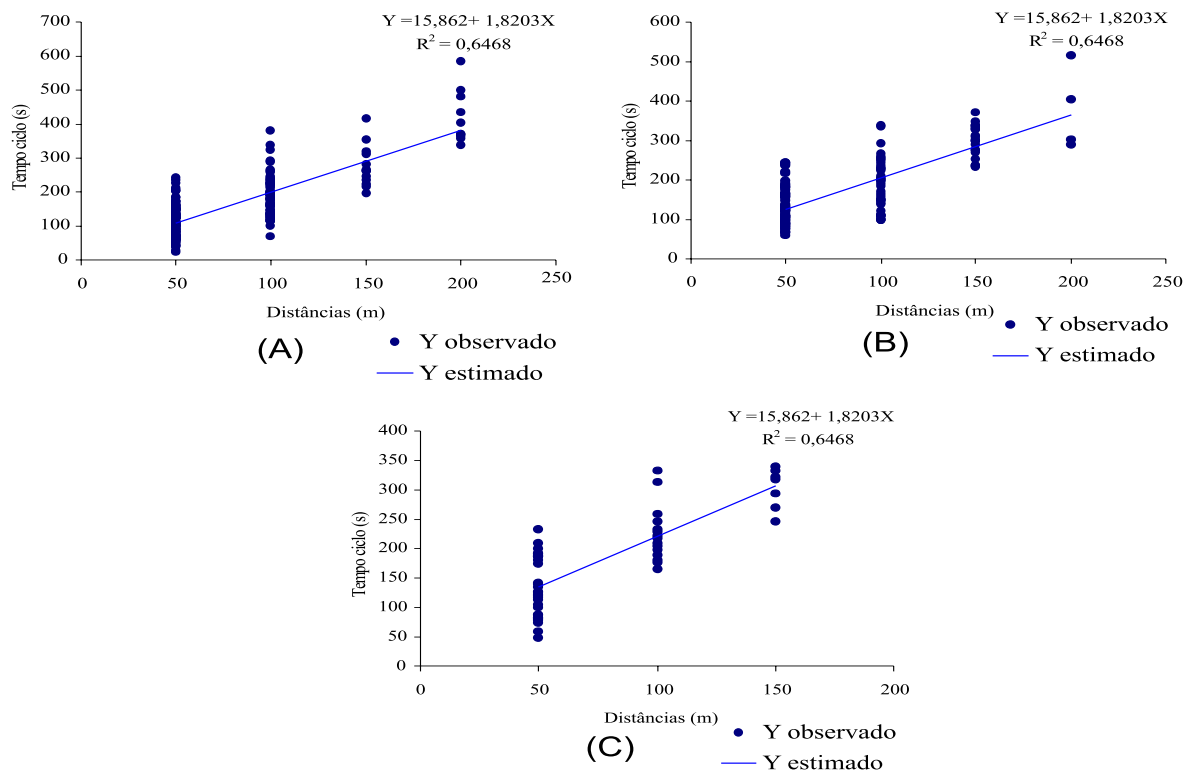 Y =15,862+ 1,8203X
R² = 0,6468
700
600
500
400
300
200
100
0
Tempo ciclo (s)
0 50 100 150 200 250
Distâncias (m)
(A)
Y observado
Y estimado
Y =15,862+ 1,8203X
R² = 0,6468
600
500
400
300
200
100
0
Tempo ciclo (s)
0 50 100 150 200 250
Distâncias (m)
(B)
Y observado
Y estimado
Y =15,862+ 1,8203X
R² = 0,6468
400
350
300
250
200
150
100
50
0
Tempo ciclo (s)
0 50 100 150 200
Distâncias (m)
(C)
Y observado
Y estimado